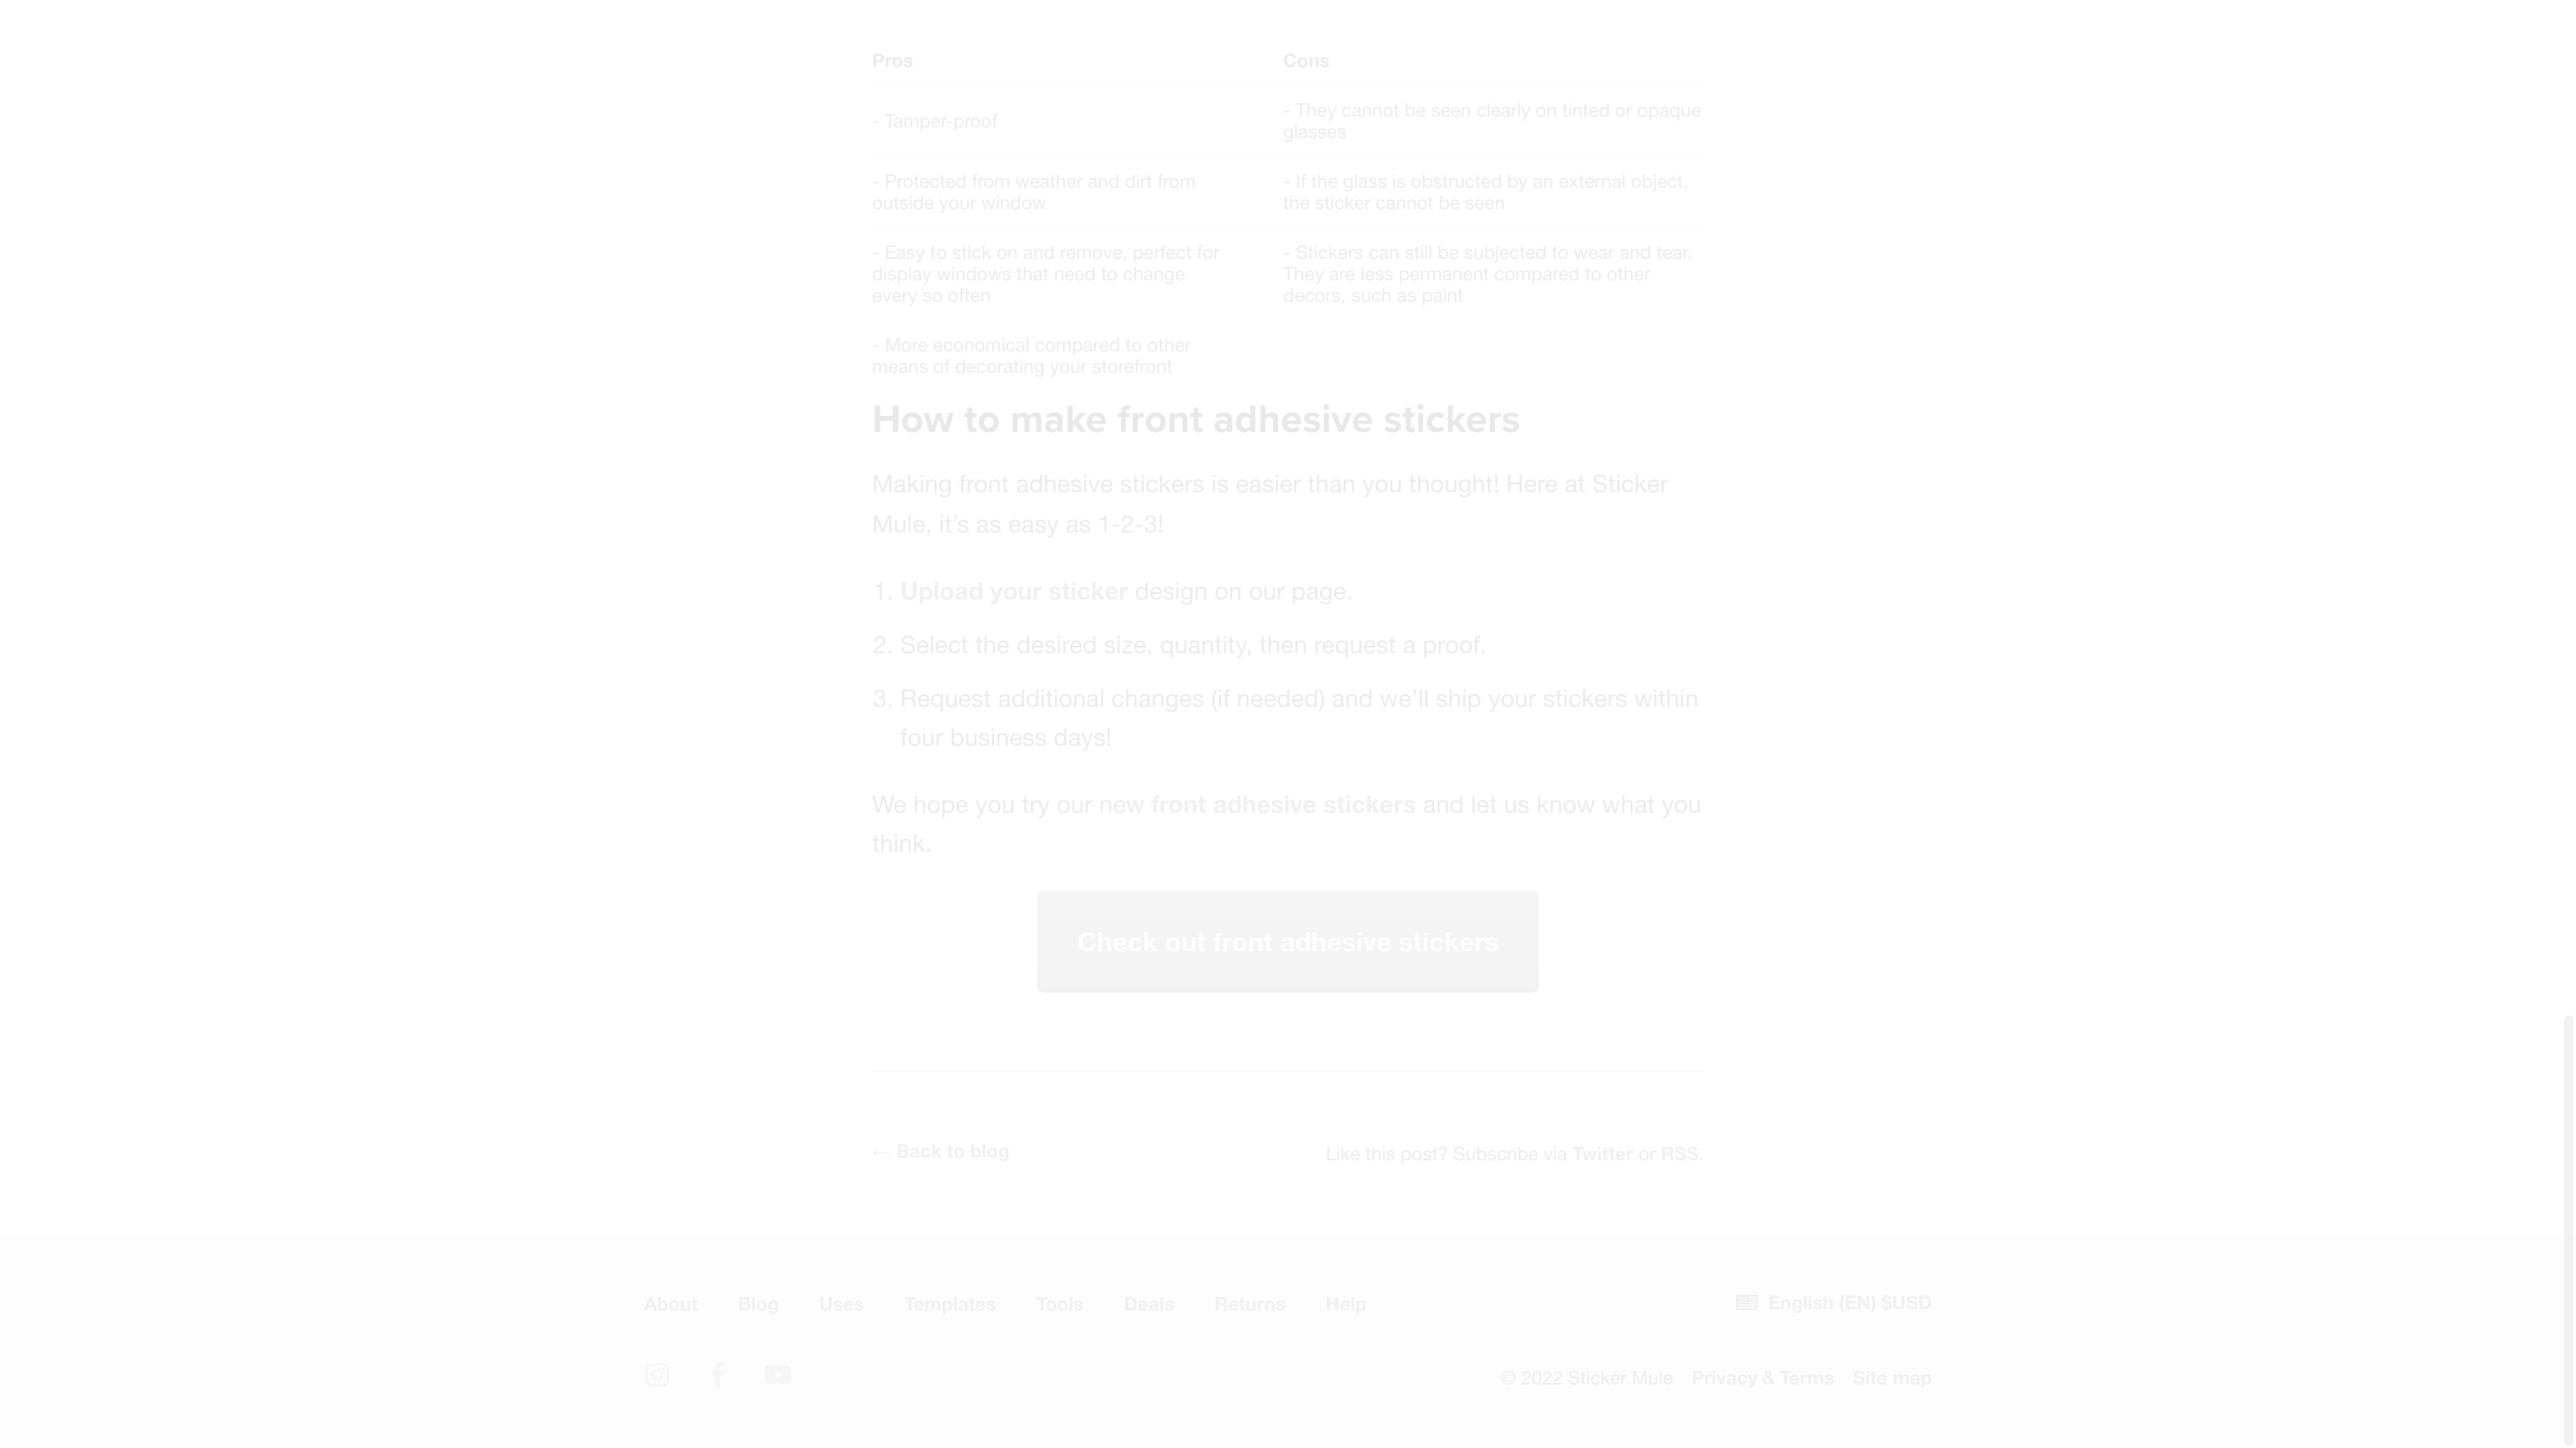 Pros
Cons
- Tamper-proof
- They cannot be seen clearly on tinted or opaque
glasses
- Protected from weather and dirt from
outside your window
- If the glass is obstructed by an external object,
the sticker cannot be seen
- Easy to stick on and remove, perfect for
display windows that need to change
every so often
- Stickers can still be subjected to wear and tear.
They are less permanent compared to other
decors, such as paint
- More economical compared to other
means of decorating your storefront
How to make front adhesive stickers
Making front adhesive stickers is easier than you thought! Here at Sticker
Mule, it’s as easy as 1-2-3!
1. Upload your sticker design on our page.
2. Select the desired size, quantity, then request a proof.
3. Request additional changes (if needed) and we’ll ship your stickers within
four business days!
We hope you try our new front adhesive stickers and let us know what you
think.
Check out front adhesive stickers
← Back to blog
Like this post? Subscribe via Twitter or RSS.
About Blog Uses Templates Tools Deals Returns Help
English (EN) $USD
© 2022 Sticker Mule Privacy & Terms Site map